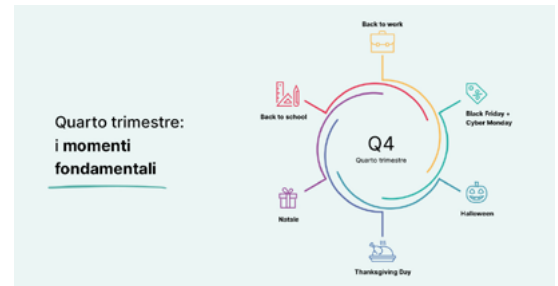 Quarto trimestre:
i momenti
fondamentali
Back to work
Back to school
Black Friday +
Cyber Monday
Q4
Quarto trimestre
Natale
Halloween
Thanksgiving Day